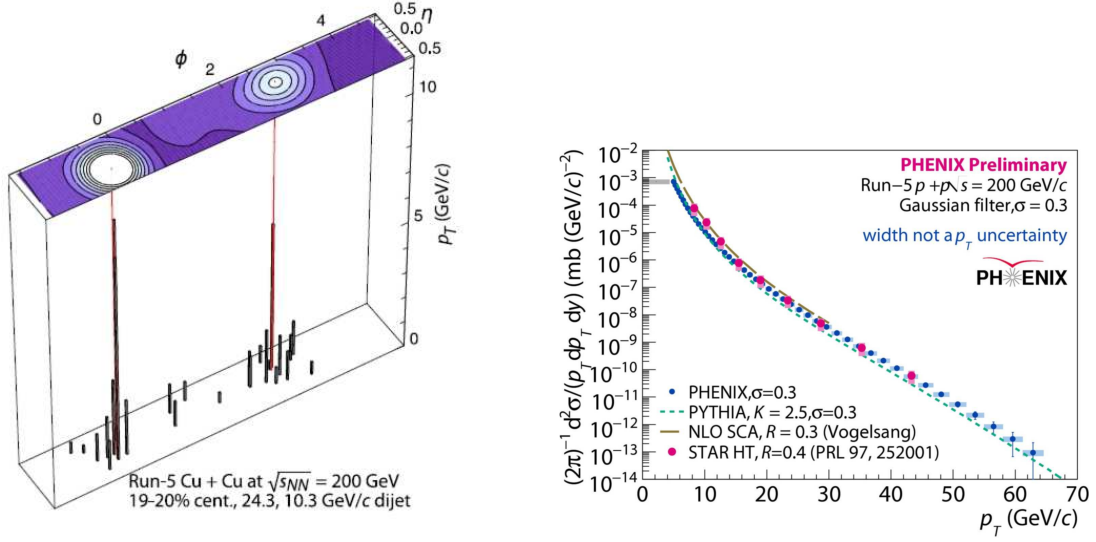 0.5 η
0.0
0.5
4
ϕ
2
0
10
5
p_T (GeV/c)
0
Run-5 Cu + Cu at √s_NN = 200 GeV
19-20% cent., 24.3, 10.3 GeV/c dijet
(2π)⁻¹ d²σ/(p_T dp_T dy) (mb (GeV/c)⁻²)
10⁻²
10⁻³
10⁻⁴
10⁻⁵
10⁻⁶
10⁻⁷
10⁻⁸
10⁻⁹
10⁻¹⁰
10⁻¹¹
10⁻¹²
10⁻¹³
10⁻¹⁴
PHENIX Preliminary
Run−5 p +p√s = 200 GeV/c
Gaussian filter,σ = 0.3
width not a p_T uncertainty
PHENIX
PHENIX,σ=0.3
PYTHIA, K = 2.5,σ=0.3
NLO SCA, R = 0.3 (Vogelsang)
STAR HT, R=0.4 (PRL 97, 252001)
0 10 20 30 40 50 60 70
p_T (GeV/c)